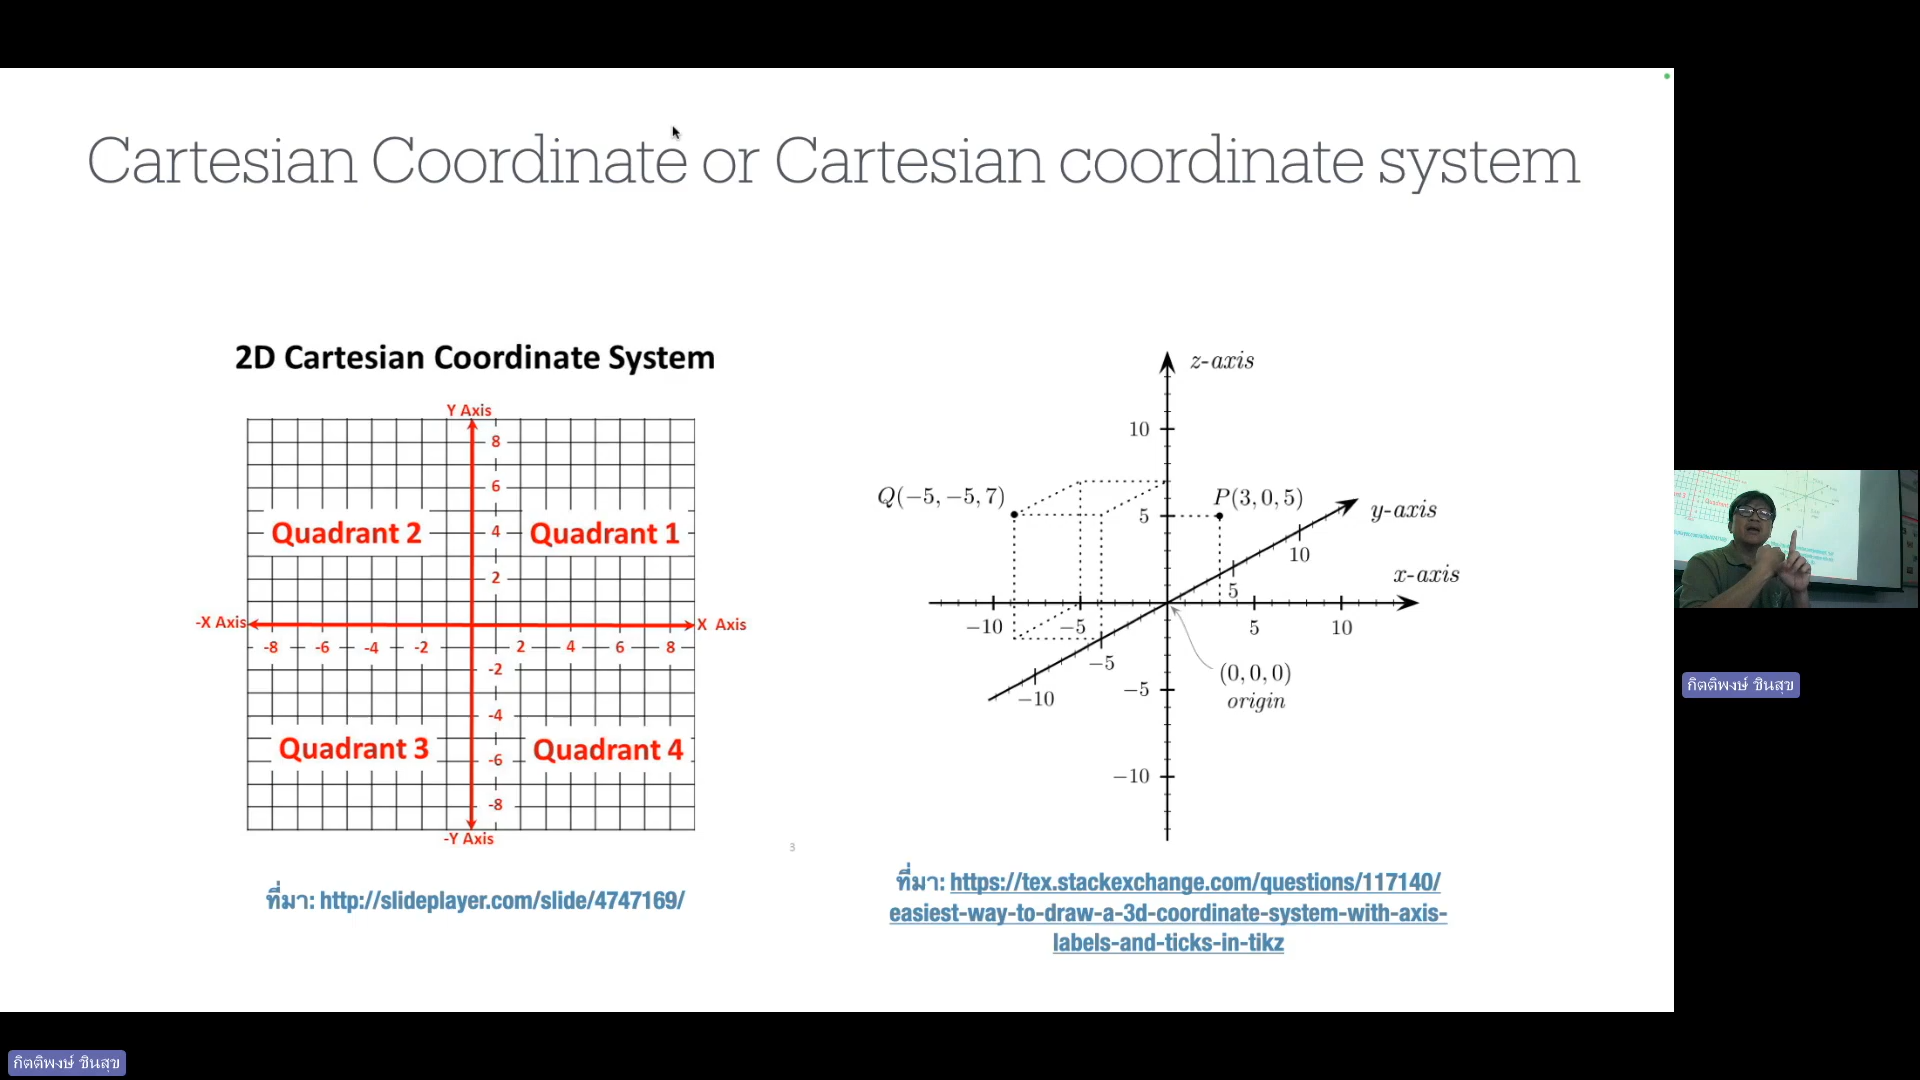 Cartesian Coordinate or Cartesian coordinate system
2D Cartesian Coordinate System
Y Axis
8
6
Quadrant 2
4
Quadrant 1
2
-X Axis
X Axis
-8
-6
-4
-2
2
4
6
8
-2
-4
Quadrant 3
Quadrant 4
-6
-8
-Y Axis
3
ที่มา: http://slideplayer.com/slide/4747169/
z-axis
10
Q(−5, −5, 7)
P(3, 0, 5)
5
y-axis
10
x-axis
5
−10
−5
5
10
−5
−10
(0, 0, 0)
origin
−5
−10
ที่มา: https://tex.stackexchange.com/questions/117140/
easiest-way-to-draw-a-3d-coordinate-system-with-axis-
labels-and-ticks-in-tikz
กิตติพงษ์ ชินสุข
กิตติพงษ์ ชินสุข